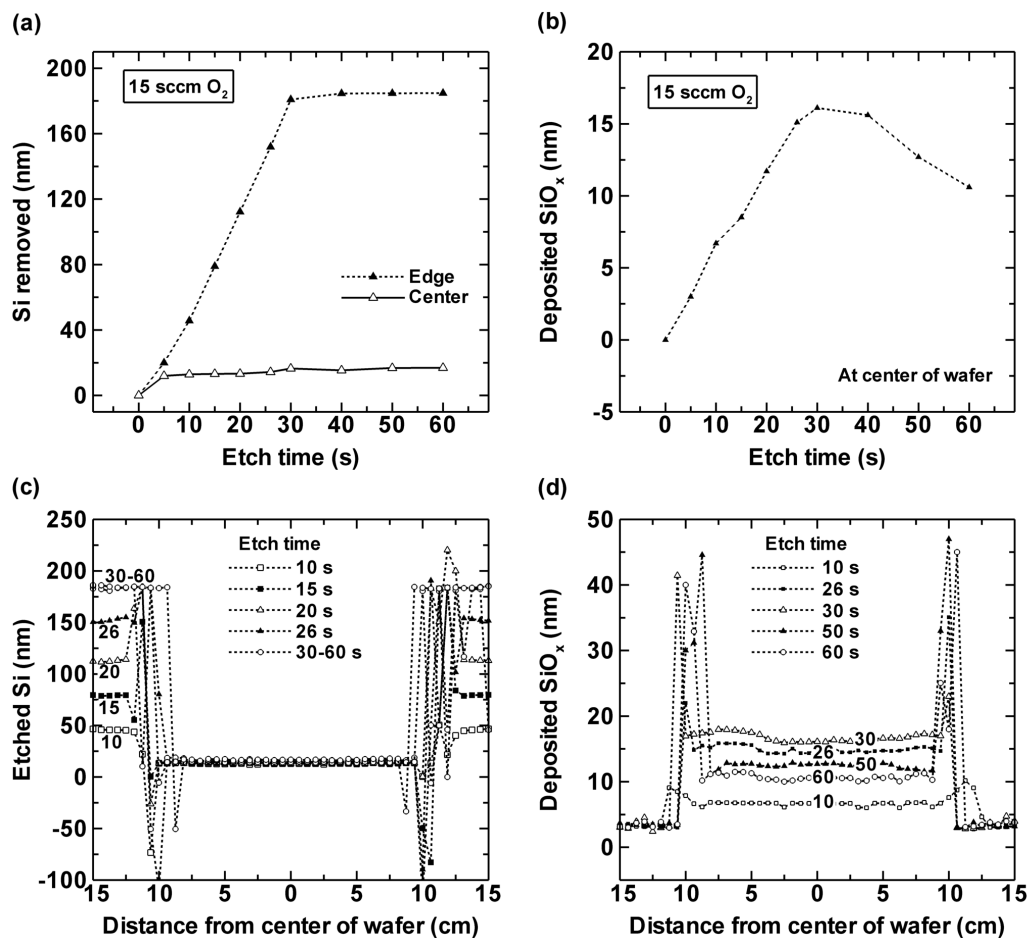 (a)
200
160
120
80
40
0
Si removed (nm)
15 sccm O₂
Edge
Center
0 10 20 30 40 50 60
Etch time (s)
(b)
20
15
10
5
0
-5
Deposited SiOₓ (nm)
15 sccm O₂
At center of wafer
0 10 20 30 40 50 60
Etch time (s)
(c)
250
200
150
100
50
0
-50
-100
Etched Si (nm)
Etch time
10 s
15 s
20 s
26 s
30-60 s
30-60
26
20
15
10
15 10 5 0 5 10 15
Distance from center of wafer (cm)
(d)
50
40
30
20
10
0
Deposited SiOₓ (nm)
Etch time
10 s
26 s
30 s
50 s
60 s
30
26
50
60
10
15 10 5 0 5 10 15
Distance from center of wafer (cm)